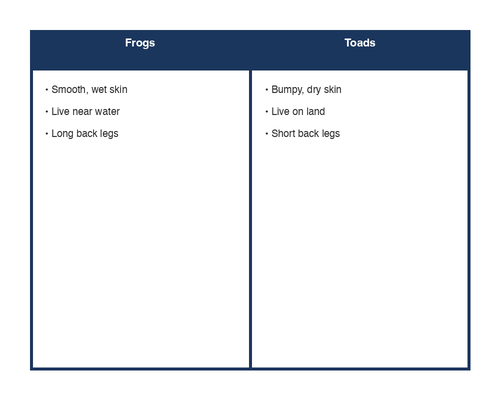 Frogs
Toads
• Smooth, wet skin
• Live near water
• Long back legs
• Bumpy, dry skin
• Live on land
• Short back legs